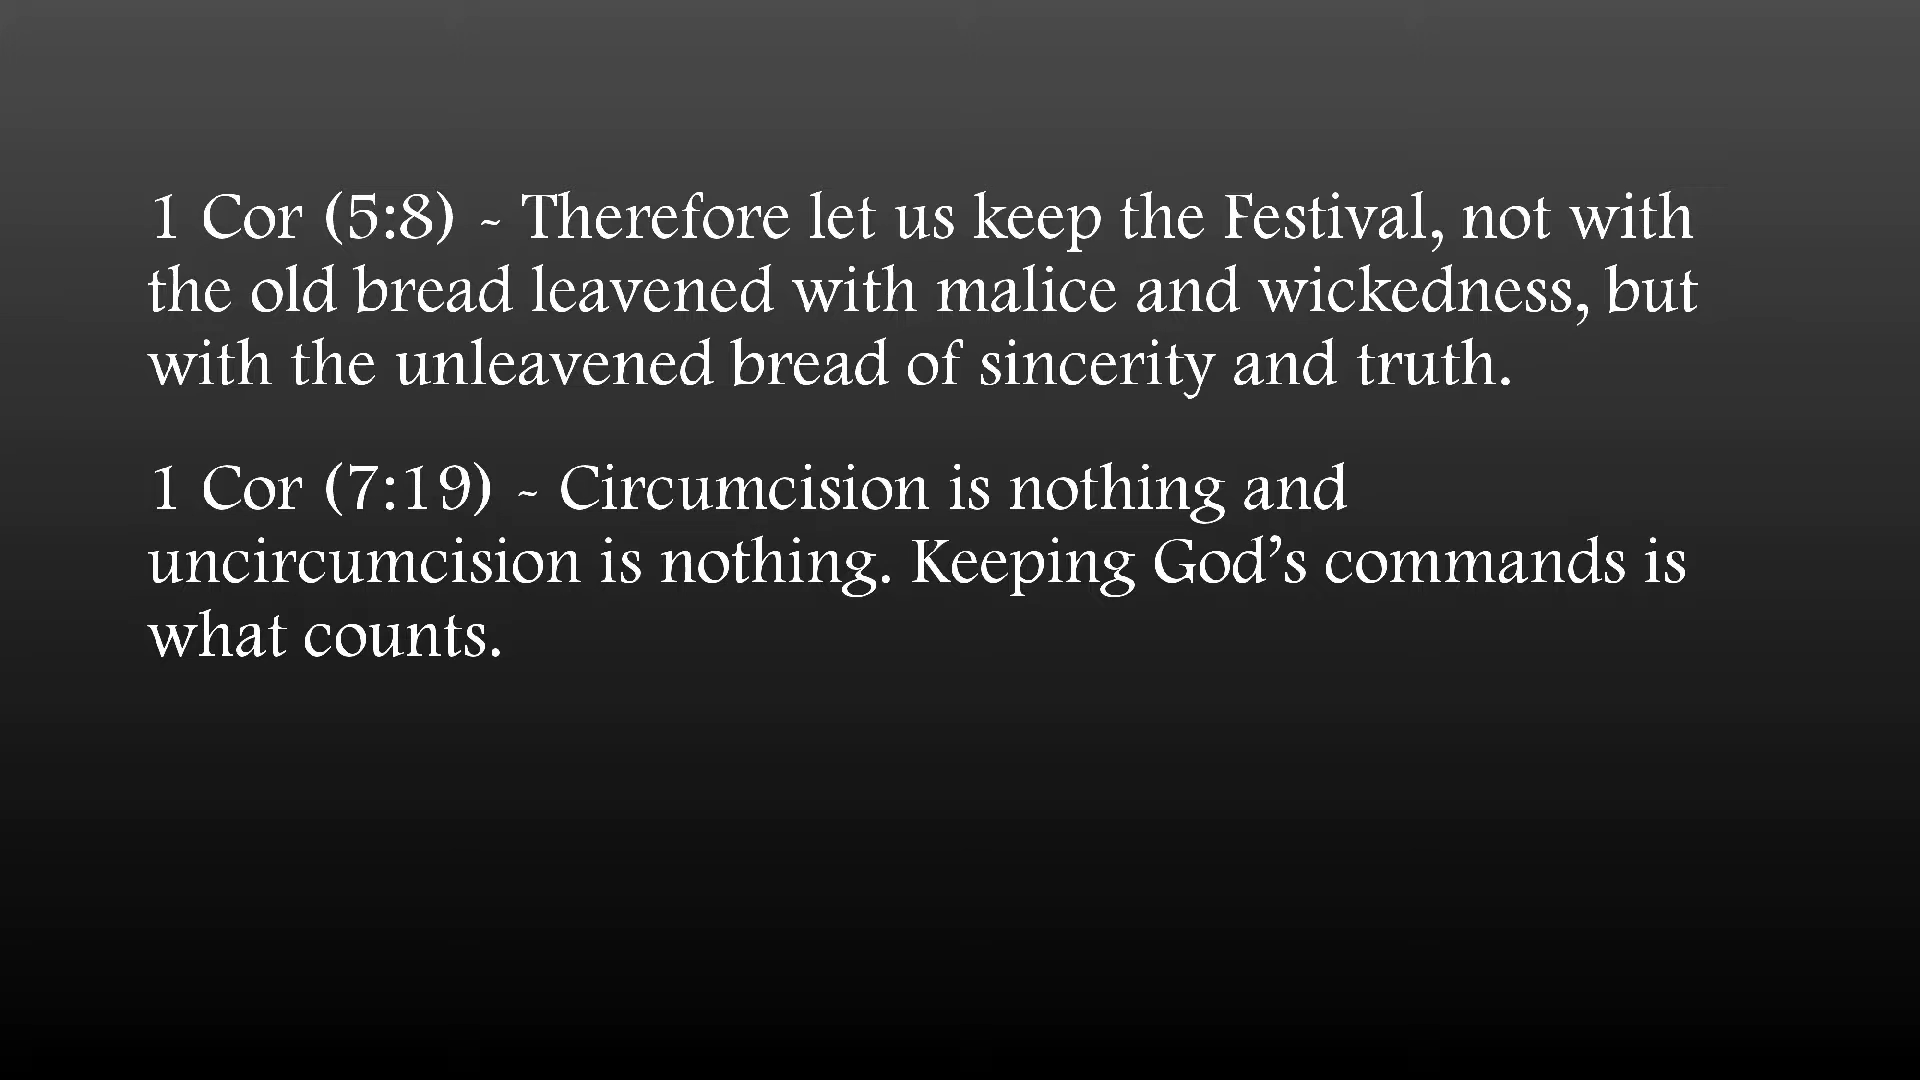 1 Cor (5:8) - Therefore let us keep the Festival, not with
the old bread leavened with malice and wickedness, but
with the unleavened bread of sincerity and truth.
1 Cor (7:19) - Circumcision is nothing and
uncircumcision is nothing. Keeping God’s commands is
what counts.